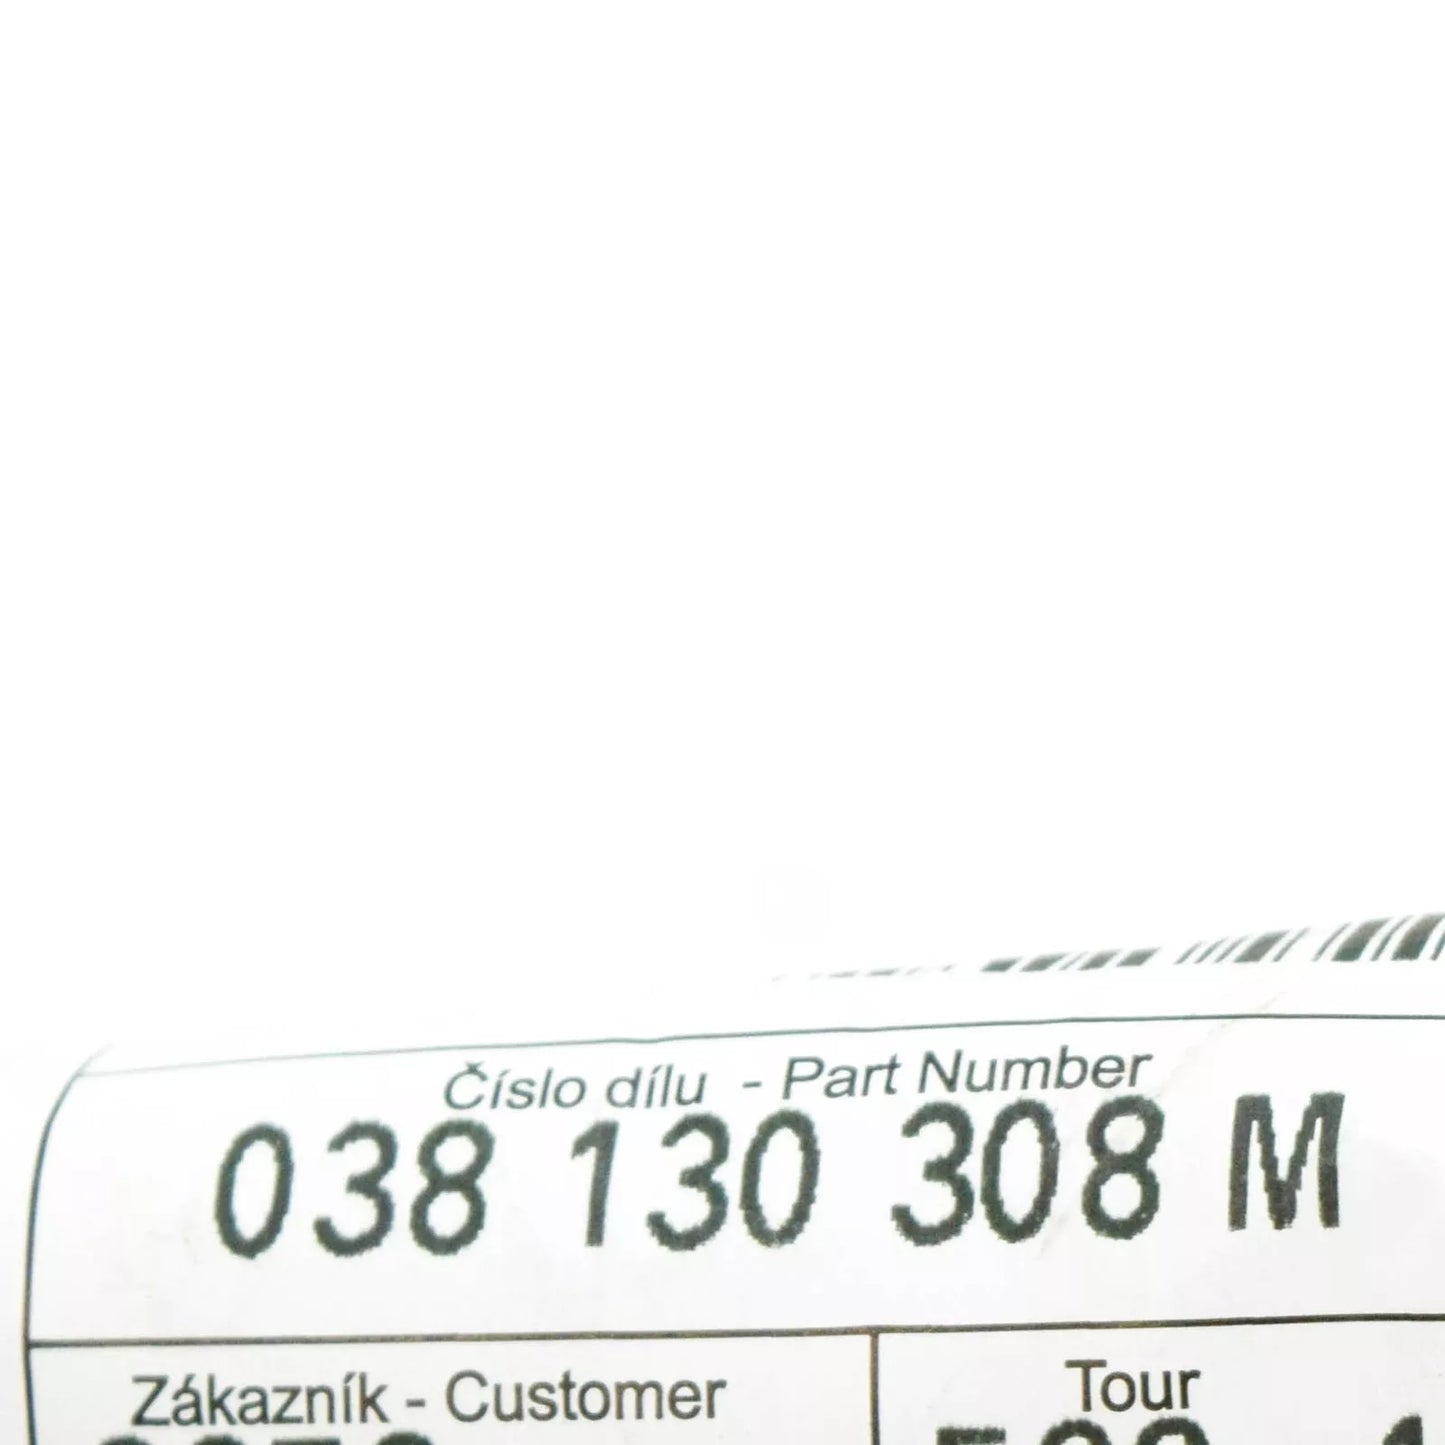 Číslo dílu - Part Number
038 130 308 M
Zákazník - Customer
Tour